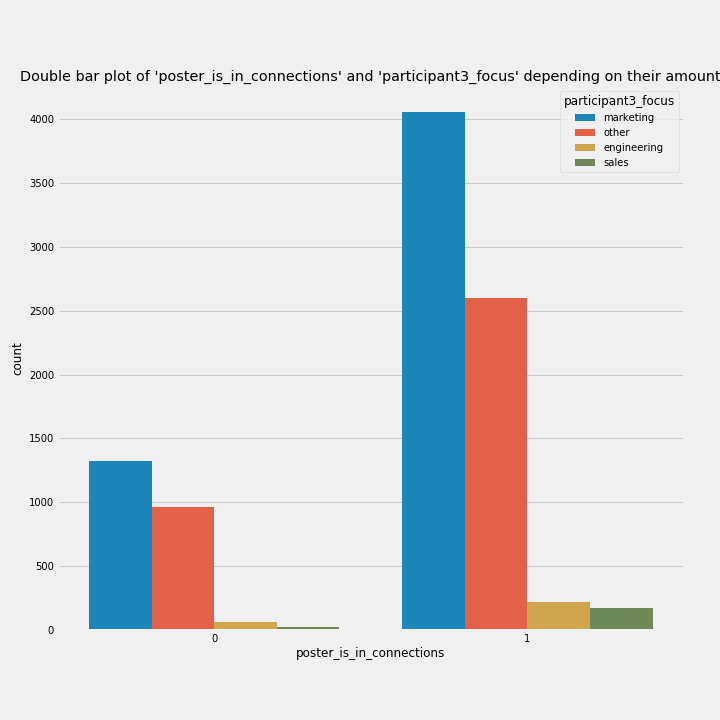 Double bar plot of 'poster_is_in_connections' and 'participant3_focus' depending on their amount
participant3_focus
marketing
other
engineering
sales
4000
3500
3000
2500
2000
1500
1000
500
0
count
0 1
poster_is_in_connections